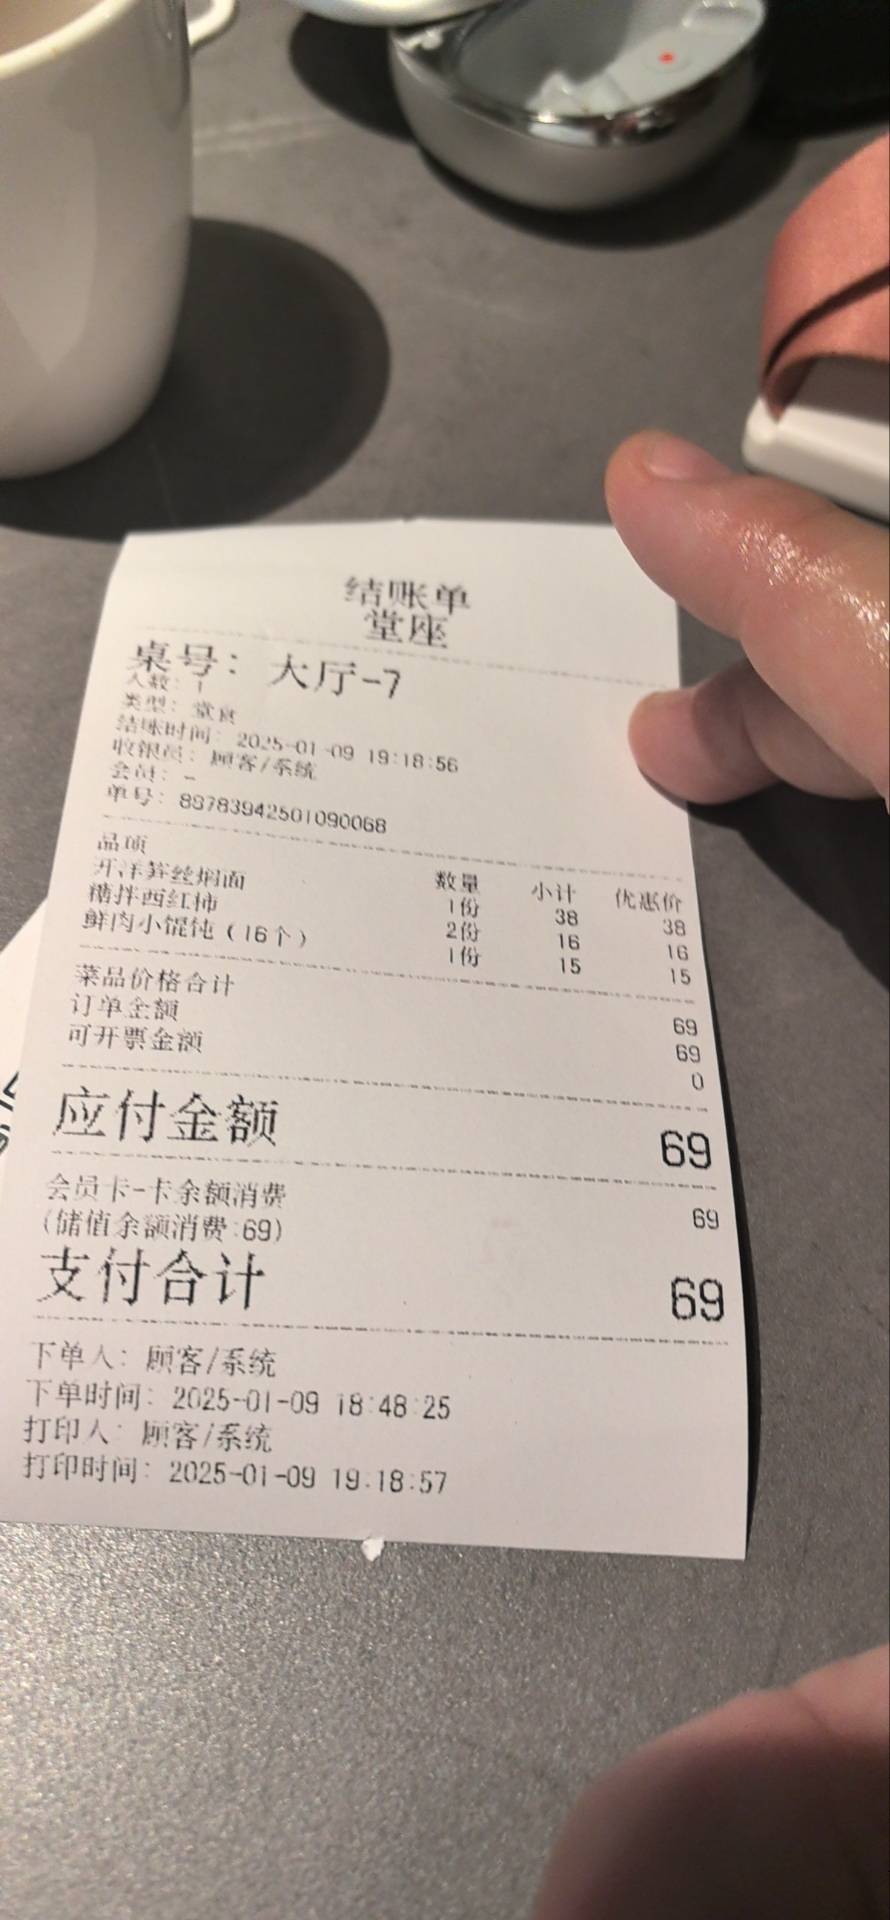 结账单
堂座
桌号: 大厅-7
人数: 1
类型: 堂食
结账时间: 2025-01-09 19:18:56
收银员: 顾客/系统
会员: -
单号: 89783942501090068
品项 数量 小计 优惠价
开洋笋丝焖面 1份 38 38
糖拌西红柿 2份 16 16
鲜肉小馄饨（16个） 1份 15 15
菜品价格合计 69
订单金额 69
可开票金额 0
应付金额 69
会员卡-卡余额消费 69
(储值余额消费:69)
支付合计 69
下单人: 顾客/系统
下单时间: 2025-01-09 18:48:25
打印人: 顾客/系统
打印时间: 2025-01-09 19:18:57